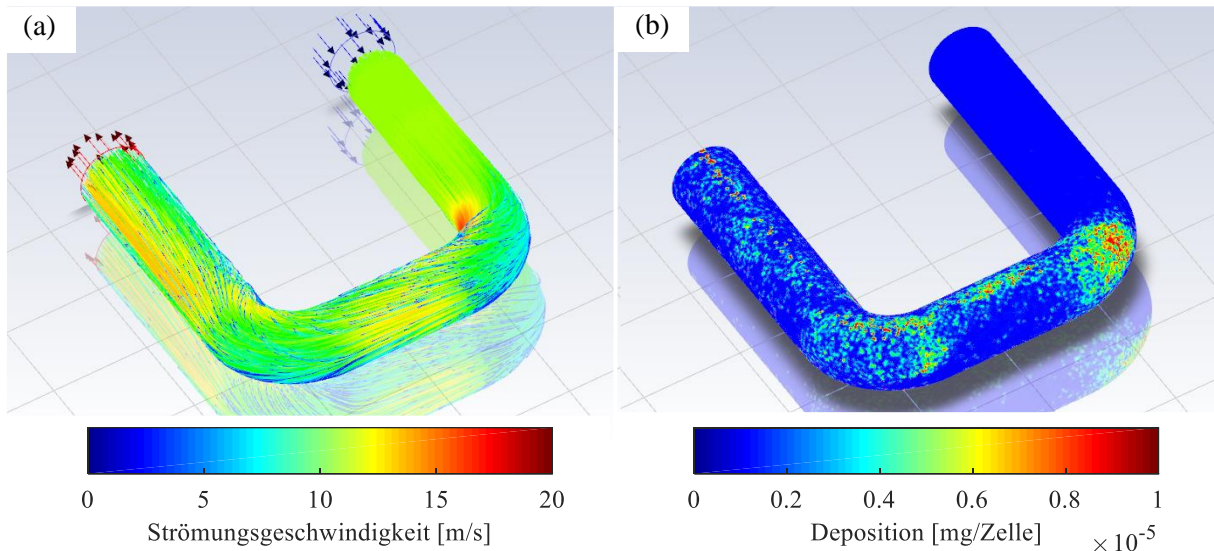 (a)
(b)
0 5 10 15 20
Strömungsgeschwindigkeit [m/s]
0 0.2 0.4 0.6 0.8 1
Deposition [mg/Zelle]
× 10⁻⁵